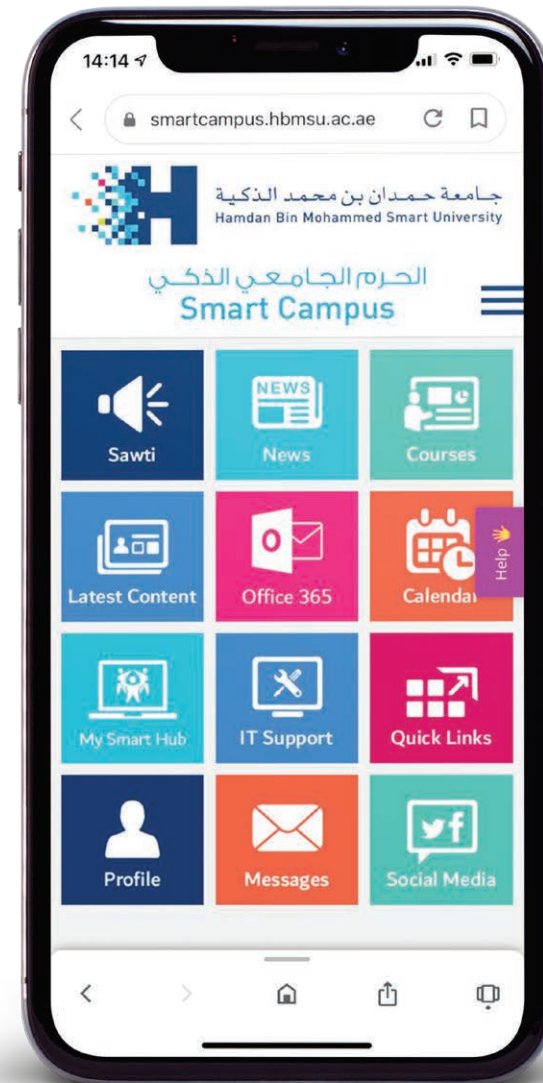 14:14
smartcampus.hbmsu.ac.ae
جامعة حمدان بن محمد الذكية
Hamdan Bin Mohammed Smart University
الحرم الجامعي الذكي
Smart Campus
NEWS
Sawti
News
Courses
O
Help
Latest Content
Office 365
Calendar
My Smart Hub
IT Support
Quick Links
Profile
Messages
Social Media